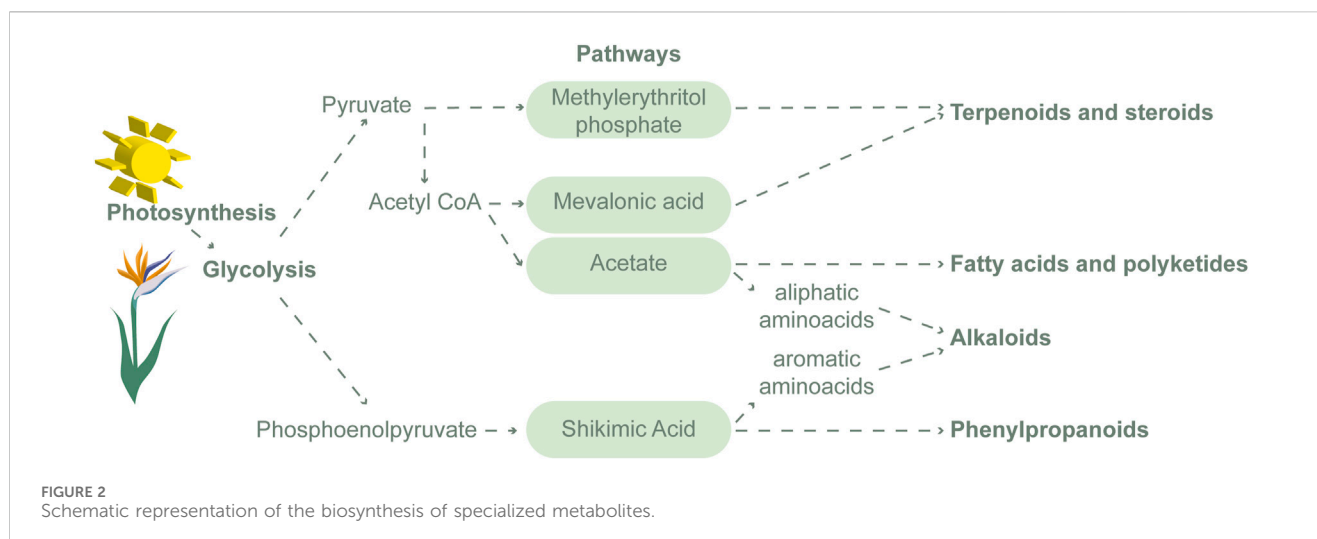 Pathways
Pyruvate
Methylerythritol
phosphate
Terpenoids and steroids
Acetyl CoA
Mevalonic acid
Photosynthesis
Glycolysis
Acetate
Fatty acids and polyketides
aliphatic
aminoacids
Alkaloids
aromatic
aminoacids
Phosphoenolpyruvate
Shikimic Acid
Phenylpropanoids
FIGURE 2
Schematic representation of the biosynthesis of specialized metabolites.